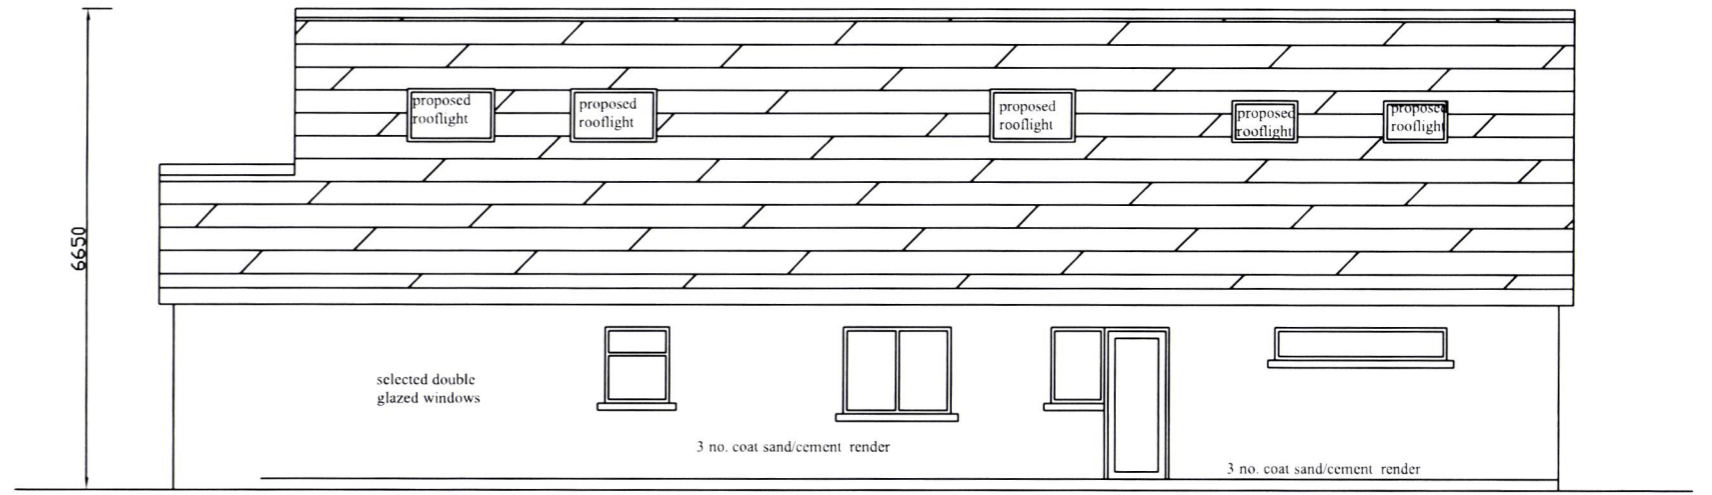 proposed
rooflight
proposed
rooflight
proposed
rooflight
proposed
rooflight
proposed
rooflight
6650
selected double
glazed windows
3 no. coat sand/cement render
3 no. coat sand/cement render